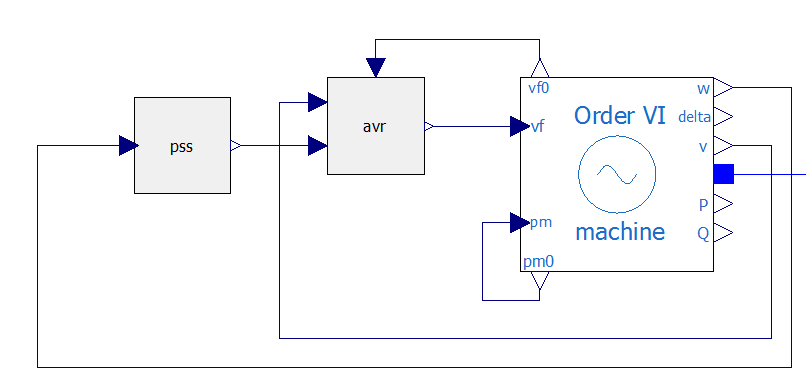 vf0
w
Order VI
delta
avr
vf
pss
v
P
pm
machine
Q
pm0